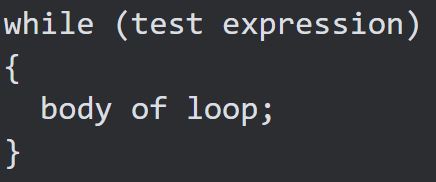 while (test expression)
{
  body of loop;
}